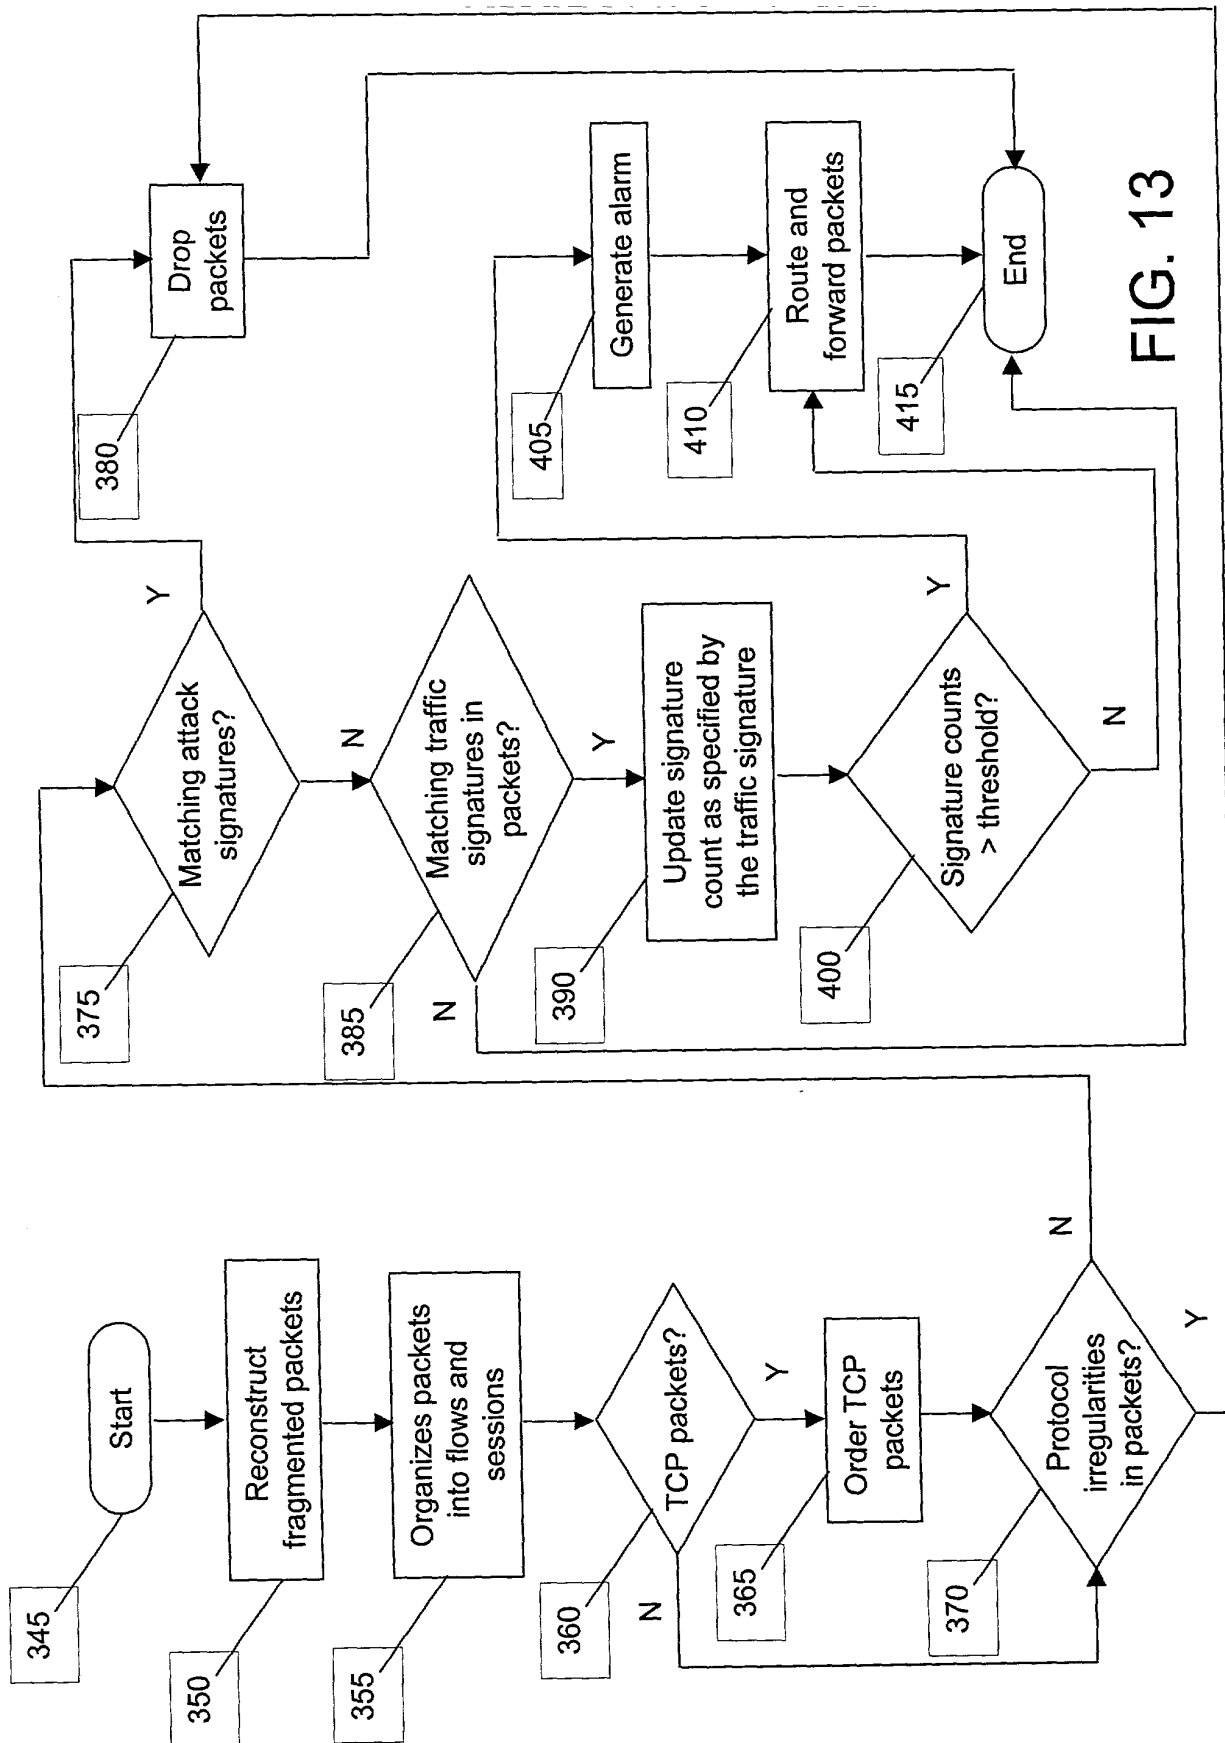 345
Start
350
Reconstruct
fragmented packets
355
Organizes packets
into flows and
sessions
360
TCP packets?
N
Y
365
Order TCP
packets
370
Protocol
irregularities
in packets?
N
Y
375
Matching attack
signatures?
Y
N
380
Drop
packets
385
Matching traffic
signatures in
packets?
N
Y
390
Update signature
count as specified by
the traffic signature
400
Signature counts
> threshold?
Y
N
405
Generate alarm
410
Route and
forward packets
415
End
FIG. 13